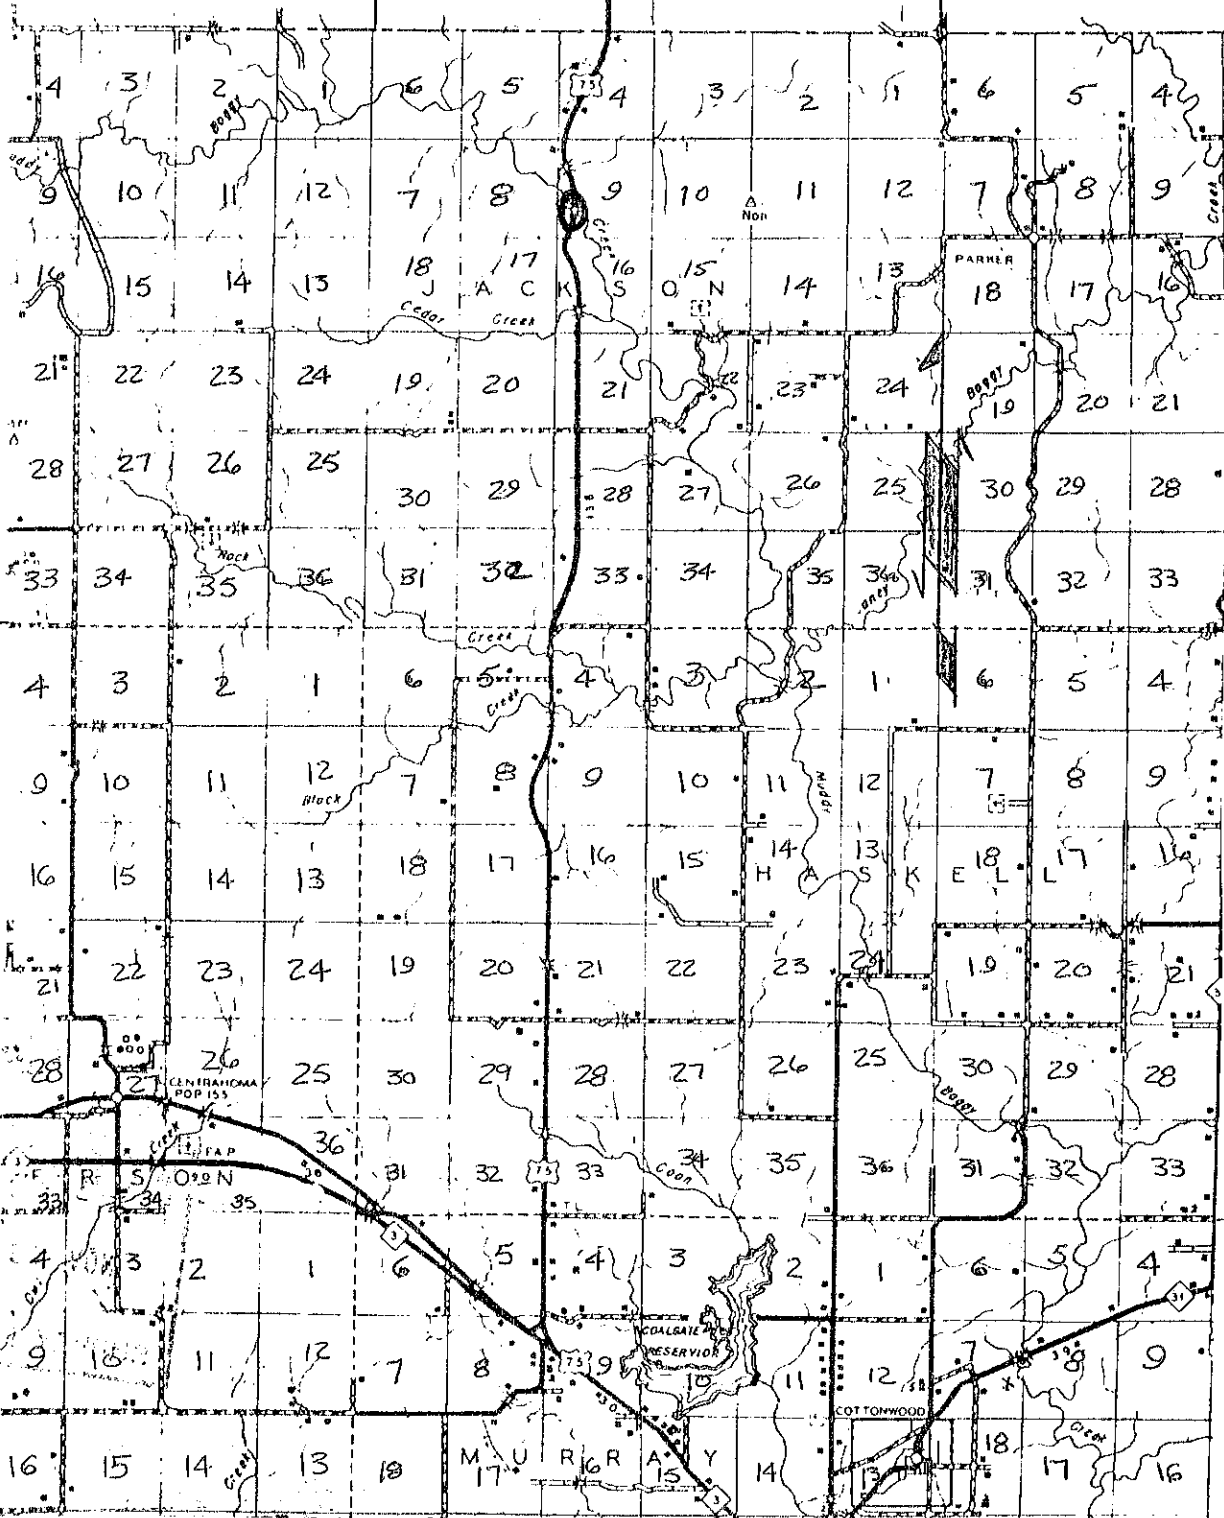 4 3 2 1 6 5 75 4 3 2 1 6 5 4
Boggy
9 10 11 12 7 8 9 10 11 12 7 8 9
Non
Creek
PARKER
16 15 14 13 18 17 16 15 14 13 18 17 16
J A C K S O N
Cedar Creek
21 22 23 24 19 20 21 22 23 24 19 20 21
Boggy
28 27 26 25 30 29 28 27 26 25 30 29 28
Rock
33 34 35 36 31 32 33 34 35 36 31 32 33
Creek
4 3 2 1 6 5 4 3 2 1 6 5 4
Creek
9 10 11 12 7 8 9 10 11 12 7 8 9
Black
Muddy
16 15 14 13 18 17 16 15 14 13 18 17 16
H A S K E L L
21 22 23 24 19 20 21 22 23 24 19 20 21
28 27 26 25 30 29 28 27 26 25 30 29 28
CENTRAHOMA
POP 155
Boggy
Creek
36 31 32 75 33 34 35 36 31 32 33
Coon
3
R S O N
33 34 35
4 3 2 1 3 6 5 4 3 2 1 6 5 4
31
COALGATE
RESERVIOR
9 10 11 12 7 8 75 9 10 11 12 7 8 9
COTTONWOOD
Creek
16 15 14 13 18 17 16 15 14 13 18 17 16
M U R R A Y
Creek
3